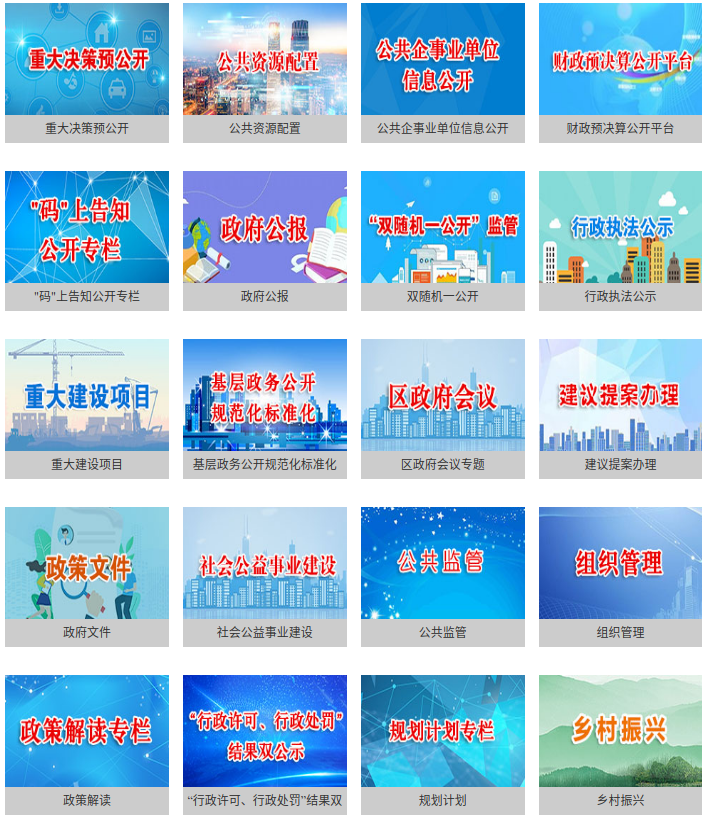 重大决策预公开
公共资源配置
公共企事业单位
信息公开
财政预决算公开平台
重大决策预公开
公共资源配置
公共企事业单位信息公开
财政预决算公开平台
"码"上告知
公开专栏
政府公报
“双随机一公开”监管
行政执法公示
"码"上告知公开专栏
政府公报
双随机一公开
行政执法公示
重大建设项目
基层政务公开
规范化标准化
区政府会议
建议提案办理
重大建设项目
基层政务公开规范化标准化
区政府会议专题
建议提案办理
政策文件
社会公益事业建设
公共监管
组织管理
政府文件
社会公益事业建设
公共监管
组织管理
政策解读专栏
“行政许可、行政处罚”
结果双公示
规划计划专栏
乡村振兴
政策解读
“行政许可、行政处罚”结果双
规划计划
乡村振兴